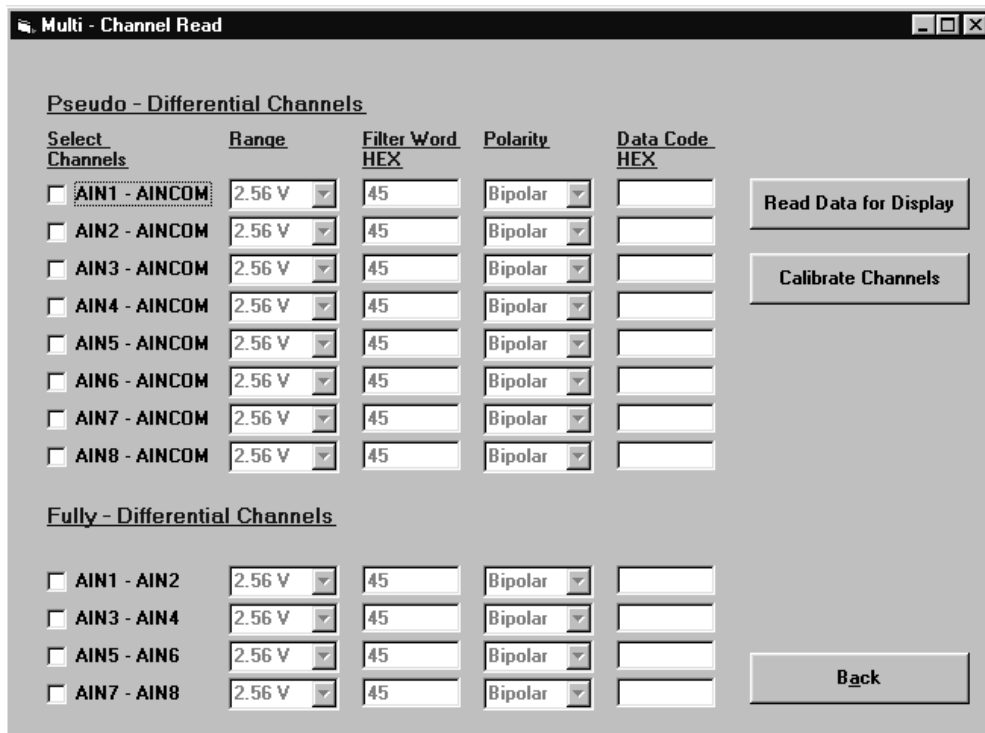 Multi - Channel Read
Pseudo - Differential Channels
Select Channels Range Filter Word HEX Polarity Data Code HEX
AIN1 - AINCOM 2.56 V 45 Bipolar
Read Data for Display
AIN2 - AINCOM 2.56 V 45 Bipolar
AIN3 - AINCOM 2.56 V 45 Bipolar
Calibrate Channels
AIN4 - AINCOM 2.56 V 45 Bipolar
AIN5 - AINCOM 2.56 V 45 Bipolar
AIN6 - AINCOM 2.56 V 45 Bipolar
AIN7 - AINCOM 2.56 V 45 Bipolar
AIN8 - AINCOM 2.56 V 45 Bipolar
Fully - Differential Channels
AIN1 - AIN2 2.56 V 45 Bipolar
AIN3 - AIN4 2.56 V 45 Bipolar
AIN5 - AIN6 2.56 V 45 Bipolar
AIN7 - AIN8 2.56 V 45 Bipolar
Back